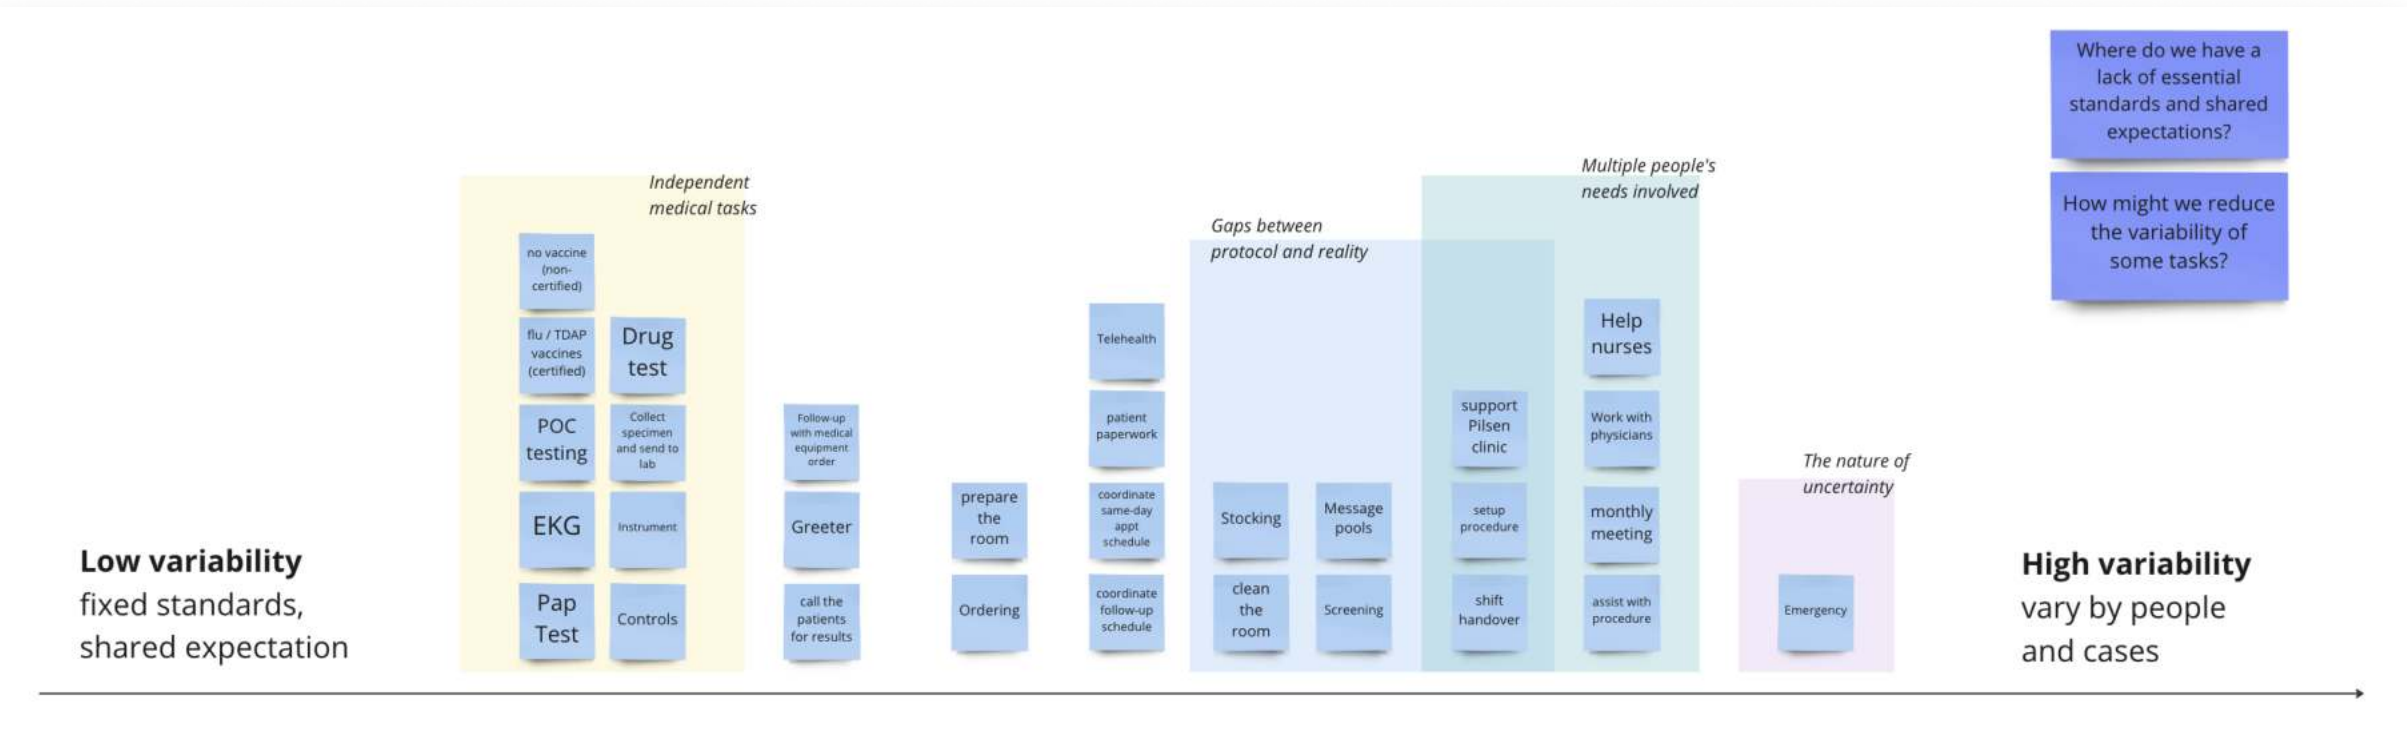 Where do we have a
lack of essential
standards and shared
expectations?
How might we reduce
the variability of
some tasks?
Low variability
fixed standards,
shared expectation
Independent
medical tasks
no vaccine
(non-
certified)
flu / TDAP
vaccines
(certified)
POC
testing
EKG
Pap
Test
Drug
test
Collect
specimen
and send to
lab
Instrument
Controls
Follow-up
with medical
equipment
order
Greeter
call the
patients
for results
prepare
the
room
Ordering
Telehealth
patient
paperwork
coordinate
same-day
appt
schedule
coordinate
follow-up
schedule
Gaps between
protocol and reality
Stocking
clean
the
room
Message
pools
Screening
Multiple people's
needs involved
support
Pilsen
clinic
setup
procedure
shift
handover
Help
nurses
Work with
physicians
monthly
meeting
assist with
procedure
The nature of
uncertainty
Emergency
High variability
vary by people
and cases